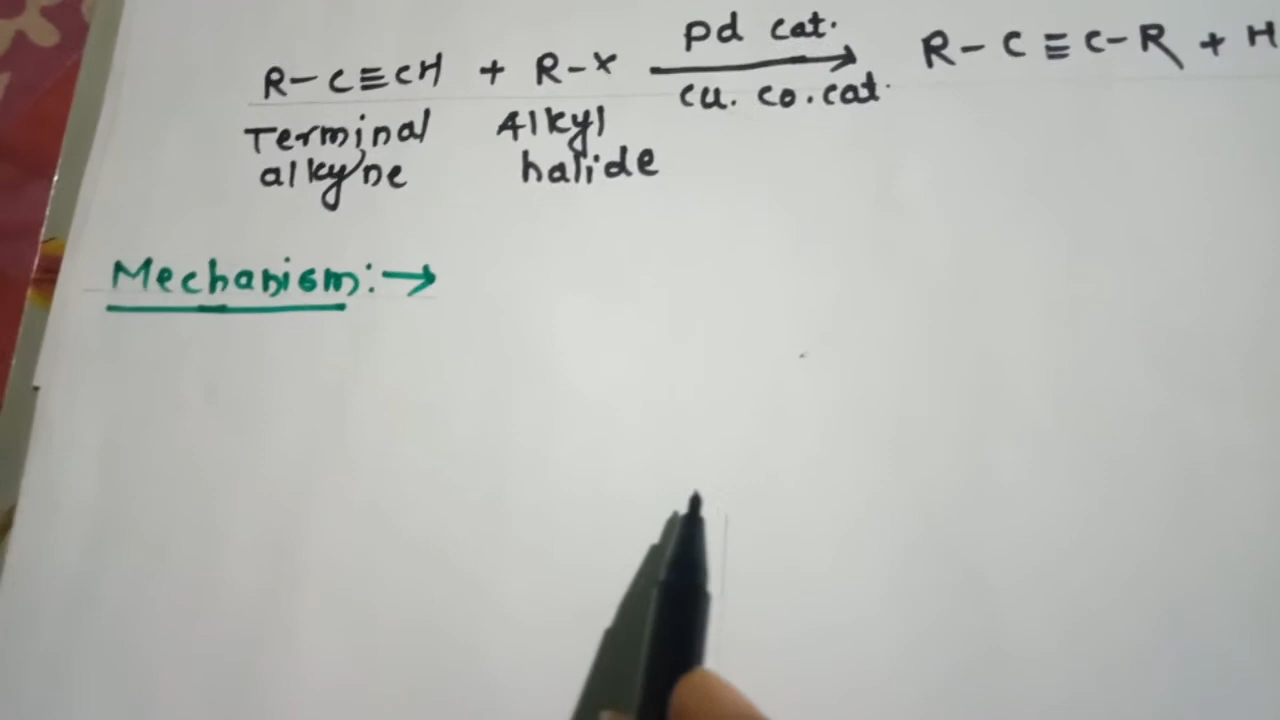 R-C≡CH + R-X Pd cat. R-C≡C-R + H
cu. co. cat.
Terminal Alkyl
alkyne halide
Mechanism:→